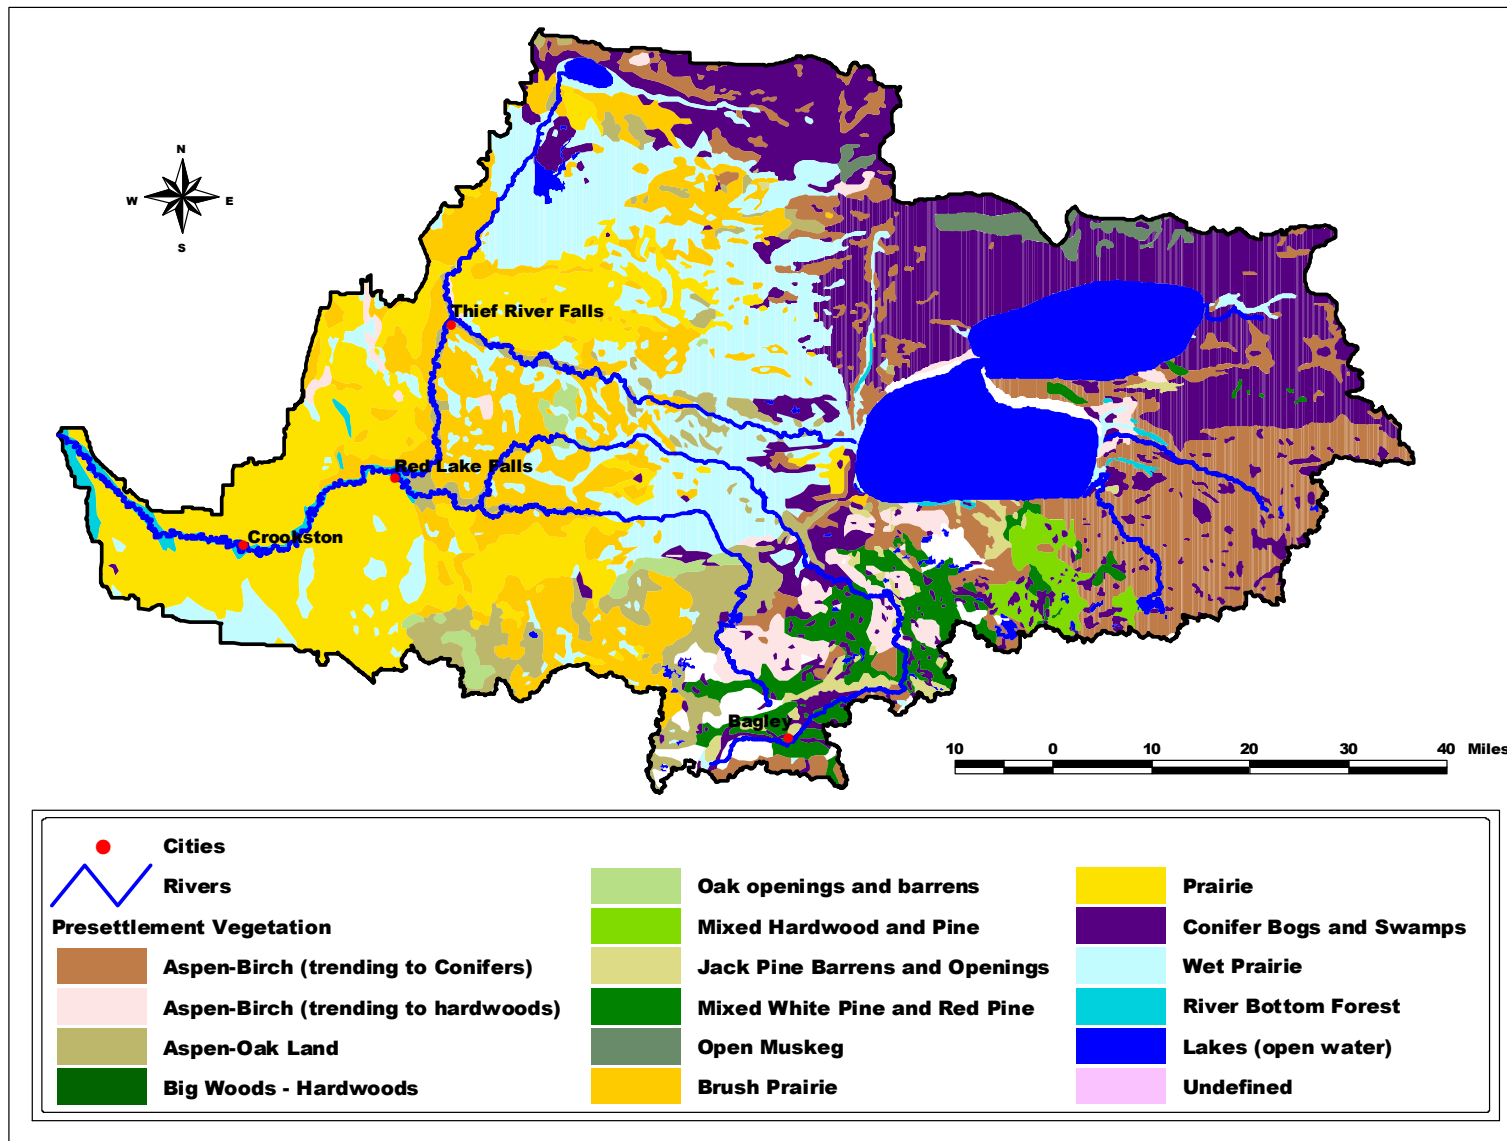 N
W
E
S
Thief River Falls
Red Lake Falls
Crookston
Bagley
10 0 10 20 30 40 Miles
Cities
Rivers
Presettlement Vegetation
Aspen-Birch (trending to Conifers)
Aspen-Birch (trending to hardwoods)
Aspen-Oak Land
Big Woods - Hardwoods
Oak openings and barrens
Mixed Hardwood and Pine
Jack Pine Barrens and Openings
Mixed White Pine and Red Pine
Open Muskeg
Brush Prairie
Prairie
Conifer Bogs and Swamps
Wet Prairie
River Bottom Forest
Lakes (open water)
Undefined